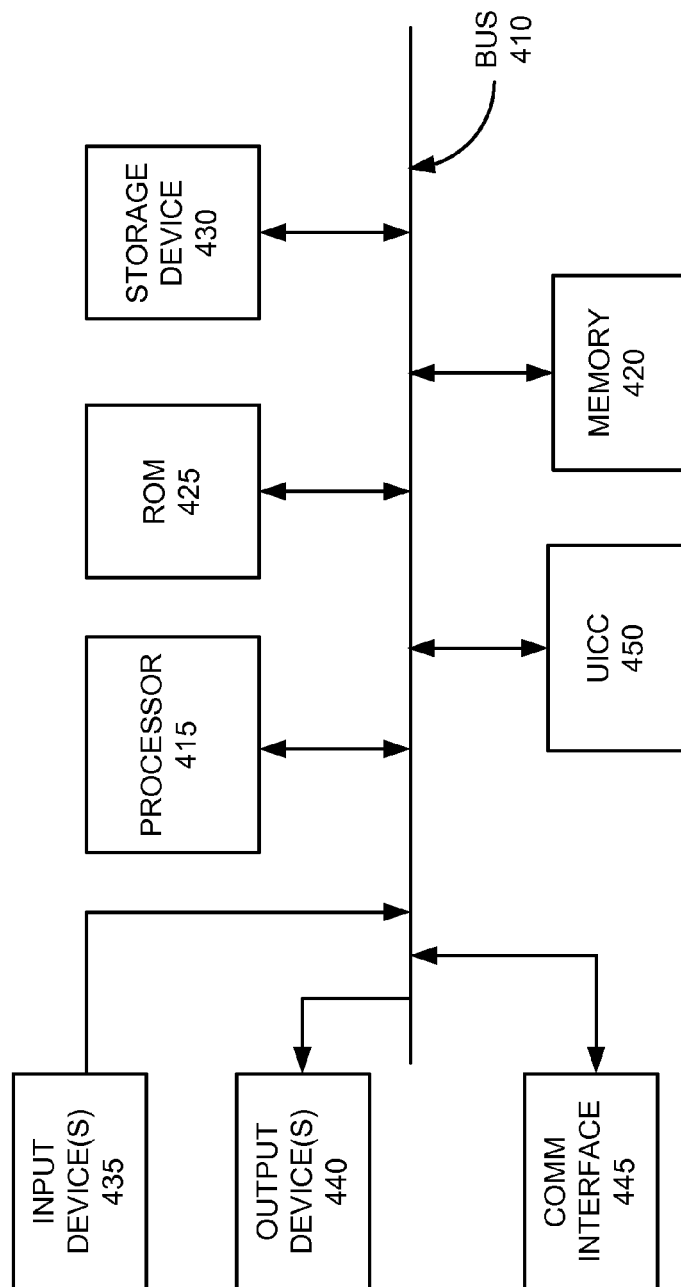 INPUT
DEVICE(S)
435
OUTPUT
DEVICE(S)
440
COMM
INTERFACE
445
PROCESSOR
415
ROM
425
STORAGE
DEVICE
430
UICC
450
MEMORY
420
BUS
410